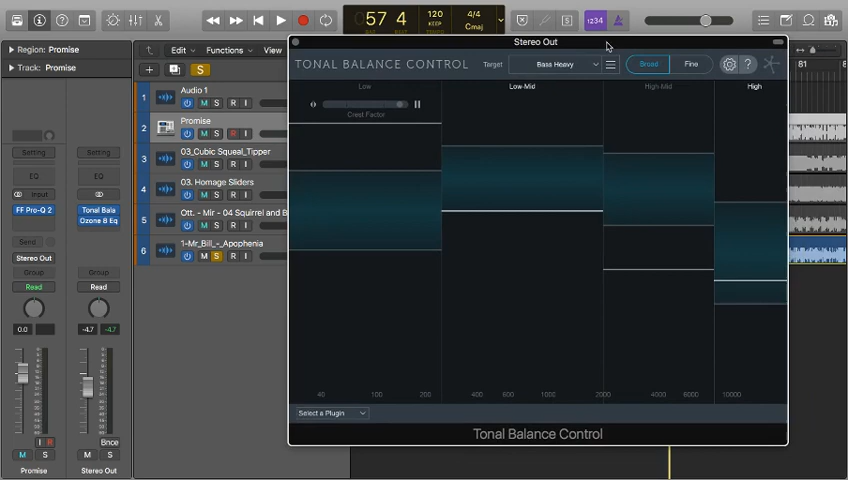 57 4
120
KEEP
4/4
Cmaj
1234
S
Region: Promise
Edit
Functions
View
Stereo Out
81
Track: Promise
S
TONAL BALANCE CONTROL
Target
Bass Heavy
Broad
Fine
?
Low
Low-Mid
High-Mid
High
Crest Factor
1
Audio 1
M S R I
2
Promise
M S R I
3
03_Cubic Squeal_Tipper
M S R I
4
03. Homage Sliders
M S R I
5
Ott. - Mir - 04 Squirrel and B
M S R I
6
1-Mr_Bill_-_Apophenia
M S R I
Setting
Setting
EQ
EQ
Input
FF Pro-Q 2
Tonal Bala
Ozone 8 Eq
Send
Stereo Out
Group
Group
Read
Read
0.0
-4.7
-4.7
I R
Bnce
M S
M S
Promise
Stereo Out
40
100
200
400
600
1000
2000
4000
6000
10000
Select a Plugin
Tonal Balance Control